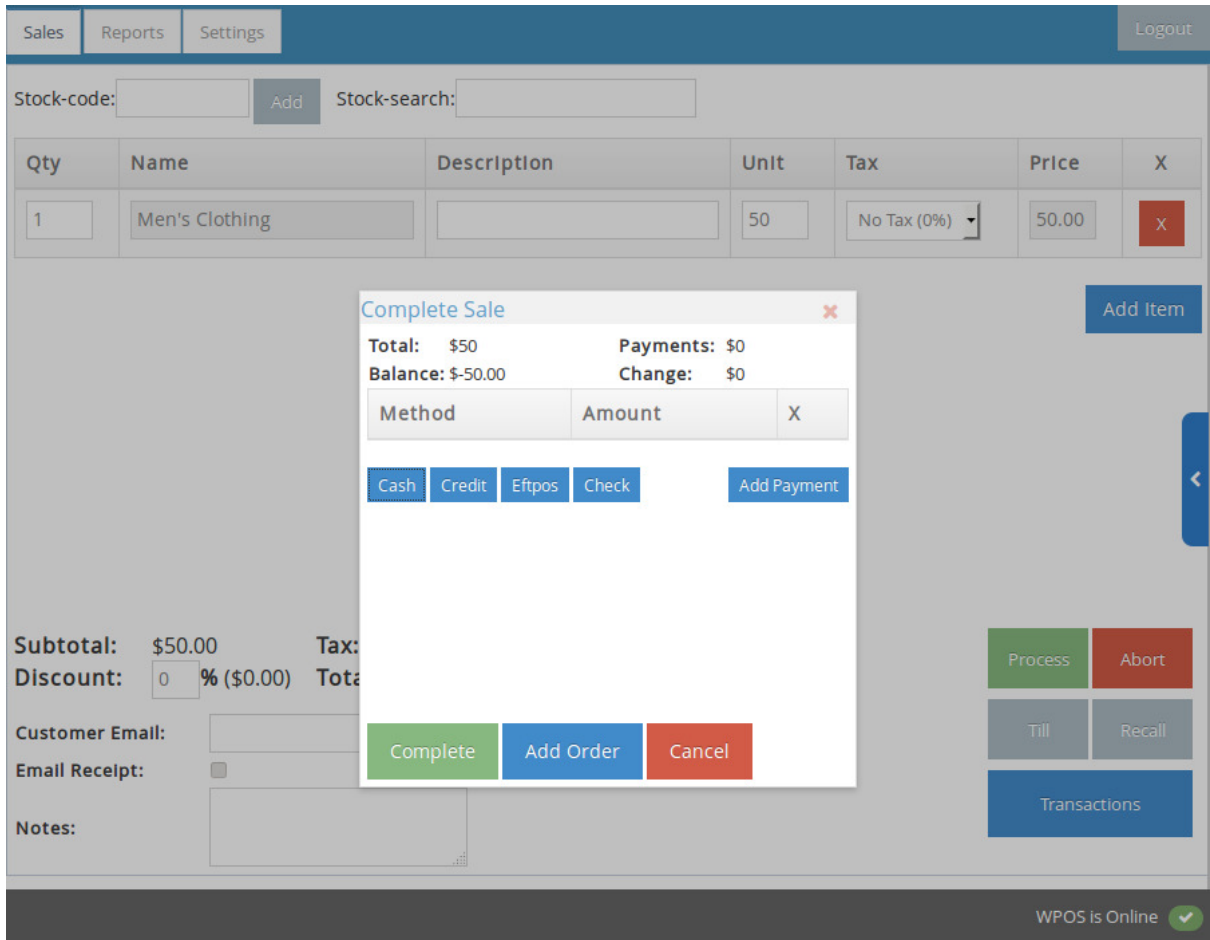 Sales Reports Settings Logout
Stock-code: Add Stock-search:
Qty Name Description Unit Tax Price X
1 Men's Clothing 50 No Tax (0%) 50.00 X
Add Item
Complete Sale
Total: $50 Payments: $0
Balance: $-50.00 Change: $0
Method Amount X
Cash Credit Eftpos Check Add Payment
Subtotal: $50.00 Tax:
Discount: 0 % ($0.00) Tota
Process Abort
Customer Email:
Till Recall
Complete Add Order Cancel
Email Receipt:
Transactions
Notes:
WPOS is Online